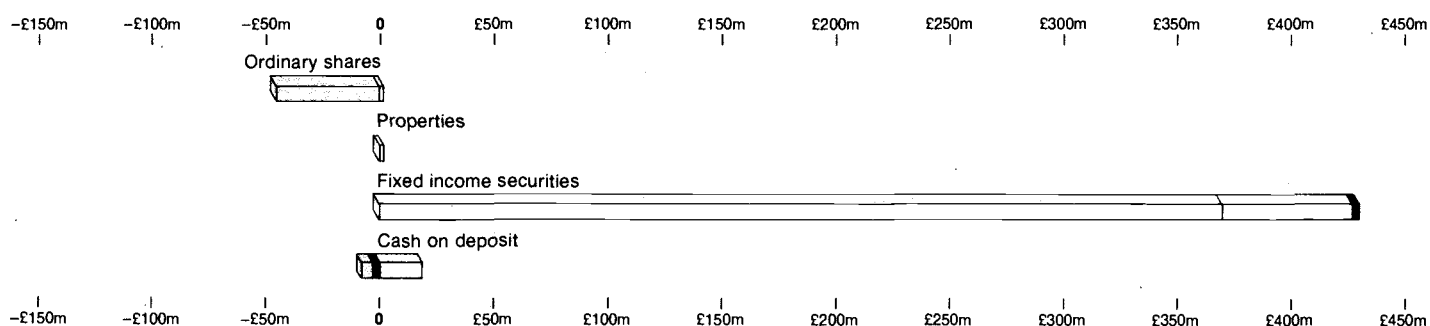 –£150m –£100m –£50m 0 £50m £100m £150m £200m £250m £300m £350m £400m £450m
Ordinary shares
Properties
Fixed income securities
Cash on deposit
–£150m –£100m –£50m 0 £50m £100m £150m £200m £250m £300m £350m £400m £450m